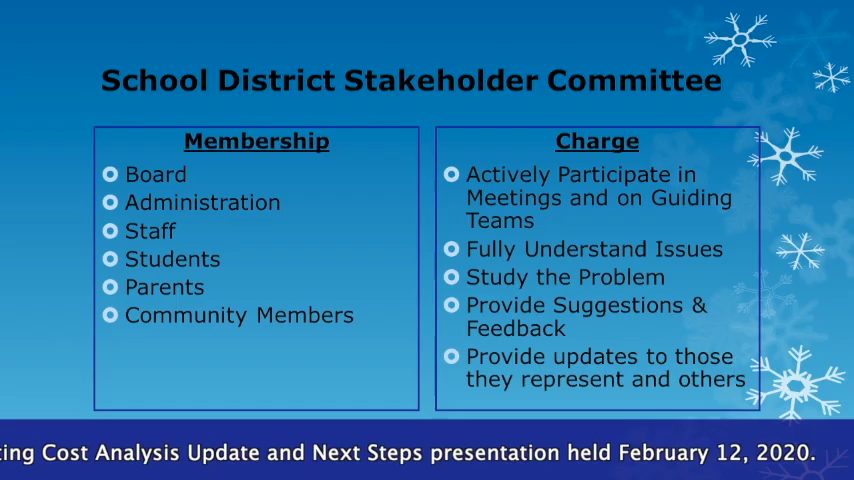 School District Stakeholder Committee
Membership
Board
Administration
Staff
Students
Parents
Community Members
Charge
Actively Participate in
Meetings and on Guiding
Teams
Fully Understand Issues
Study the Problem
Provide Suggestions &
Feedback
Provide updates to those
they represent and others
Cost Analysis Update and Next Steps presentation held February 12, 2020.